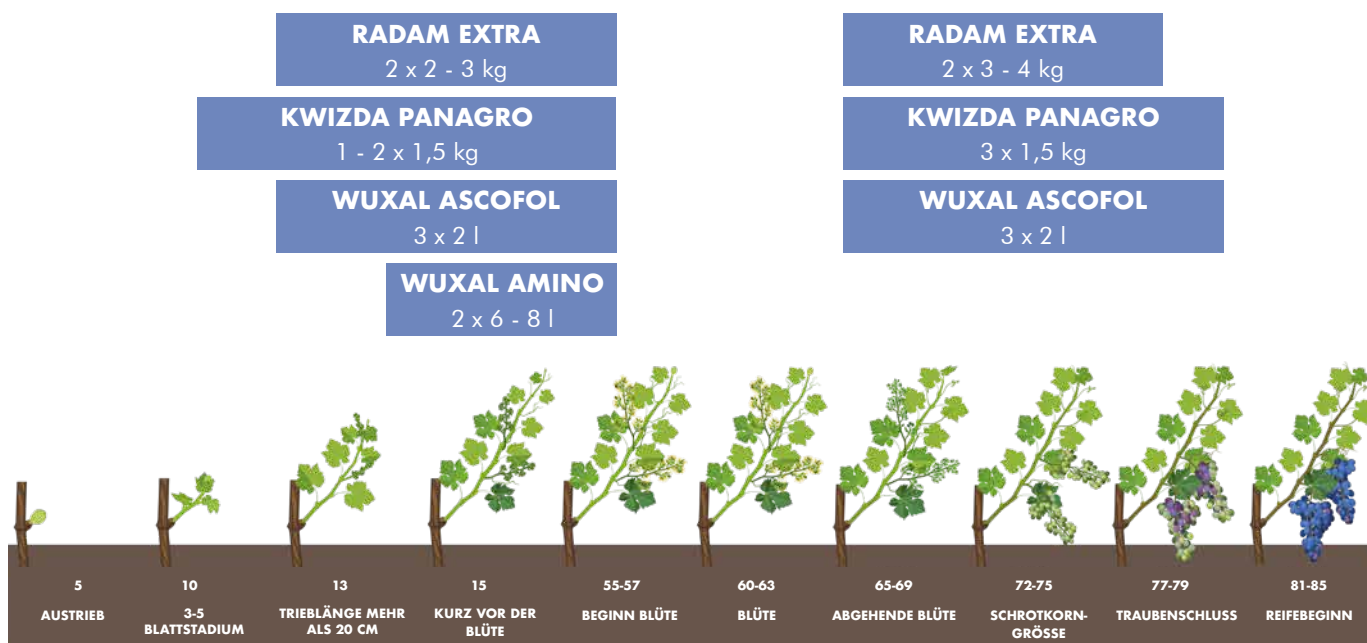 RADAM EXTRA
2 x 2 - 3 kg
RADAM EXTRA
2 x 3 - 4 kg
KWIZDA PANAGRO
1 - 2 x 1,5 kg
KWIZDA PANAGRO
3 x 1,5 kg
WUXAL ASCOFOL
3 x 2 l
WUXAL ASCOFOL
3 x 2 l
WUXAL AMINO
2 x 6 - 8 l
5
AUSTRIEB
10
3-5
BLATTSTADIUM
13
TRIEBLÄNGE MEHR
ALS 20 CM
15
KURZ VOR DER
BLÜTE
55-57
BEGINN BLÜTE
60-63
BLÜTE
65-69
ABGEHENDE BLÜTE
72-75
SCHROTKORN-
GRÖSSE
77-79
TRAUBENSCHLUSS
81-85
REIFEBEGINN